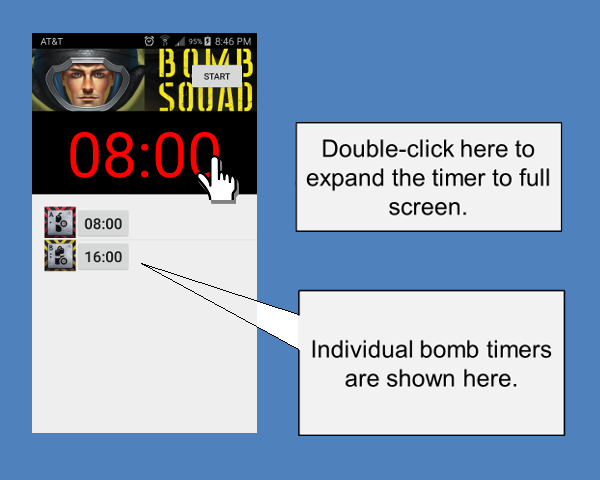 AT&T 95% 8:46 PM
BOMB
START
SQUAD
08:00
A 08:00
B 16:00
Double-click here to
expand the timer to full
screen.
Individual bomb timers
are shown here.